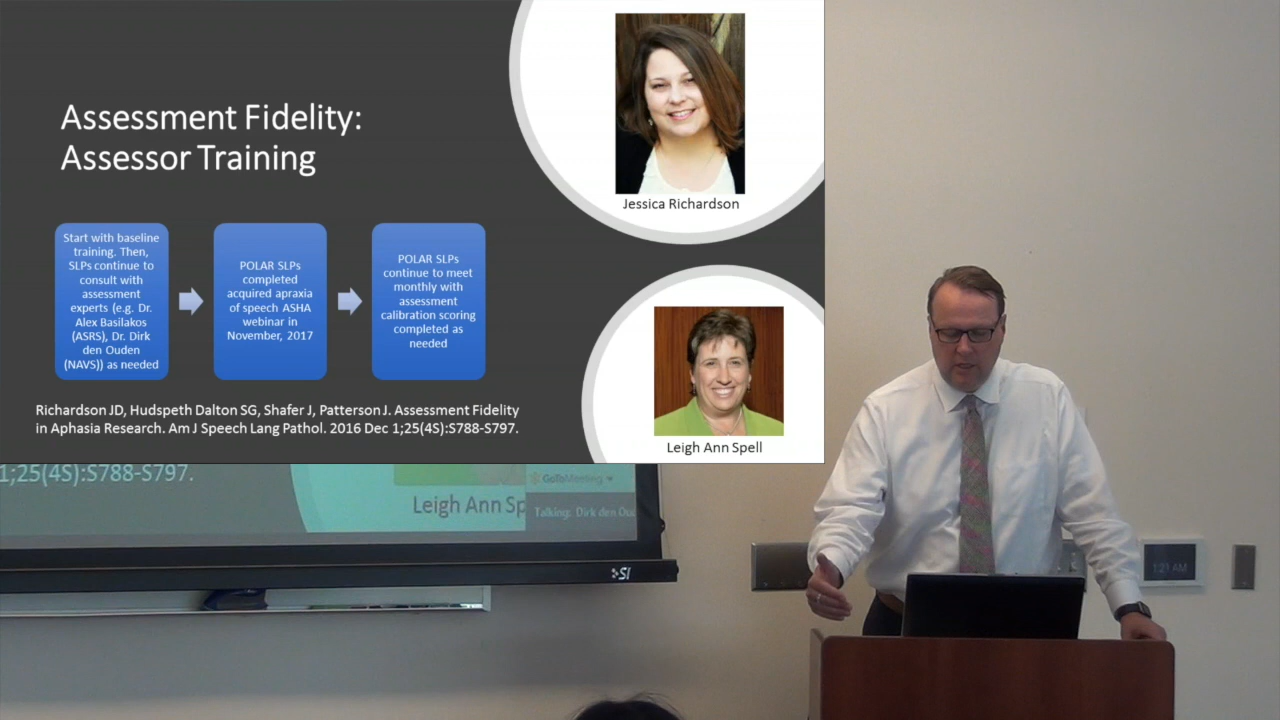 Assessment Fidelity:
Assessor Training
Start with baseline
training. Then,
SLPs continue to
consult with
assessment
experts (e.g. Dr.
Alex Basilakos
(ASRS), Dr. Dirk
den Ouden
(NAVS)) as needed
POLAR SLPs
completed
acquired apraxia
of speech ASHA
webinar in
November, 2017
POLAR SLPs
continue to meet
monthly with
assessment
calibration scoring
completed as
needed
Richardson JD, Hudspeth Dalton SG, Shafer J, Patterson J. Assessment Fidelity
in Aphasia Research. Am J Speech Lang Pathol. 2016 Dec 1;25(4S):S788-S797.
Jessica Richardson
Leigh Ann Spell
1;25(4S):S788-S797.
Leigh Ann Sp
GoToMeeting
Talking: Dirk den Ou
SI